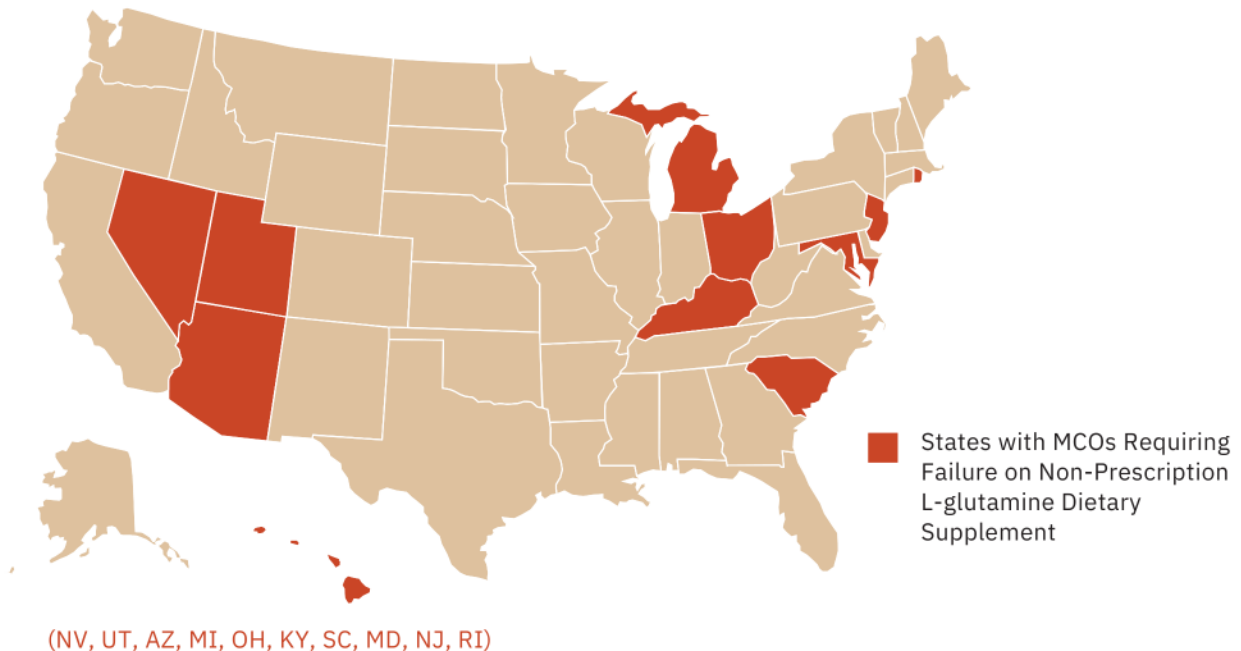 States with MCOs Requiring
Failure on Non-Prescription
L-glutamine Dietary
Supplement
(NV, UT, AZ, MI, OH, KY, SC, MD, NJ, RI)